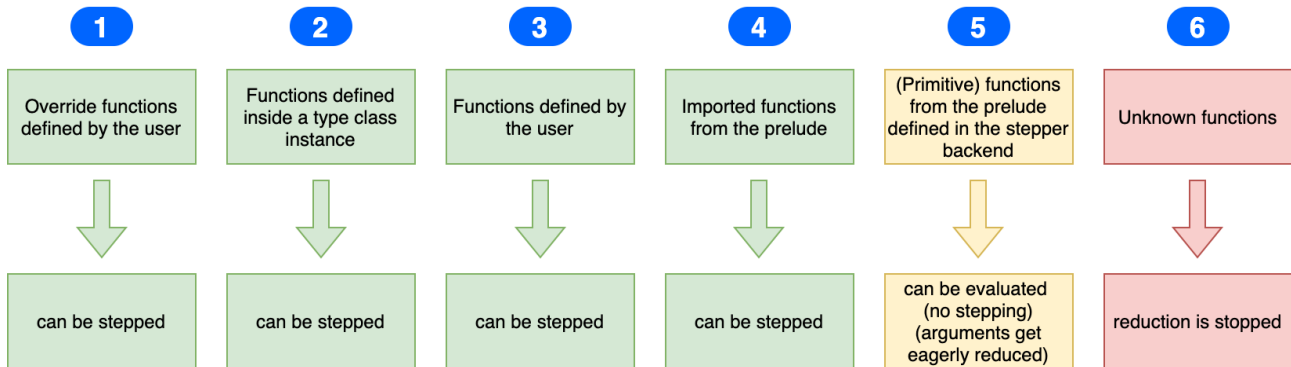 1
2
3
4
5
6
Override functions
defined by the user
Functions defined
inside a type class
instance
Functions defined by
the user
Imported functions
from the prelude
(Primitive) functions
from the prelude
defined in the stepper
backend
Unknown functions
can be stepped
can be stepped
can be stepped
can be stepped
can be evaluated
(no stepping)
(arguments get
eagerly reduced)
reduction is stopped